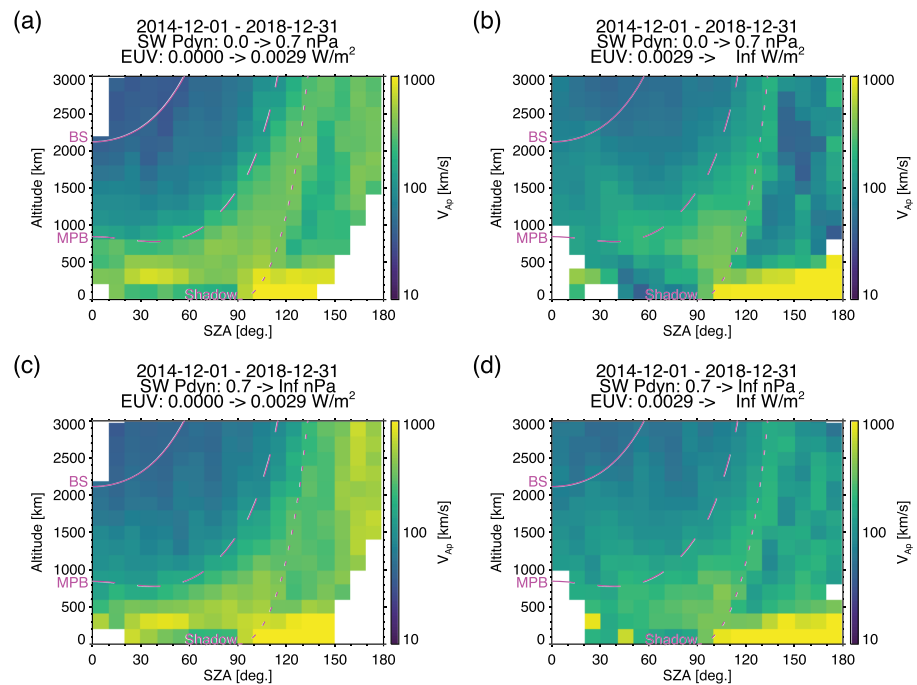 (a)
2014-12-01 - 2018-12-31
SW Pdyn: 0.0 -> 0.7 nPa
EUV: 0.0000 -> 0.0029 W/m²
3000
2500
2000
1500
1000
500
0
BS
MPB
Altitude [km]
Shadow
0 30 60 90 120 150 180
SZA [deg.]
1000
100
10
V_Ap [km/s]
(b)
2014-12-01 - 2018-12-31
SW Pdyn: 0.0 -> 0.7 nPa
EUV: 0.0029 -> Inf W/m²
3000
2500
2000
1500
1000
500
0
BS
MPB
Altitude [km]
Shadow
0 30 60 90 120 150 180
SZA [deg.]
1000
100
10
V_Ap [km/s]
(c)
2014-12-01 - 2018-12-31
SW Pdyn: 0.7 -> Inf nPa
EUV: 0.0000 -> 0.0029 W/m²
3000
2500
2000
1500
1000
500
0
BS
MPB
Altitude [km]
Shadow
0 30 60 90 120 150 180
SZA [deg.]
1000
100
10
V_Ap [km/s]
(d)
2014-12-01 - 2018-12-31
SW Pdyn: 0.7 -> Inf nPa
EUV: 0.0029 -> Inf W/m²
3000
2500
2000
1500
1000
500
0
BS
MPB
Altitude [km]
Shadow
0 30 60 90 120 150 180
SZA [deg.]
1000
100
10
V_Ap [km/s]